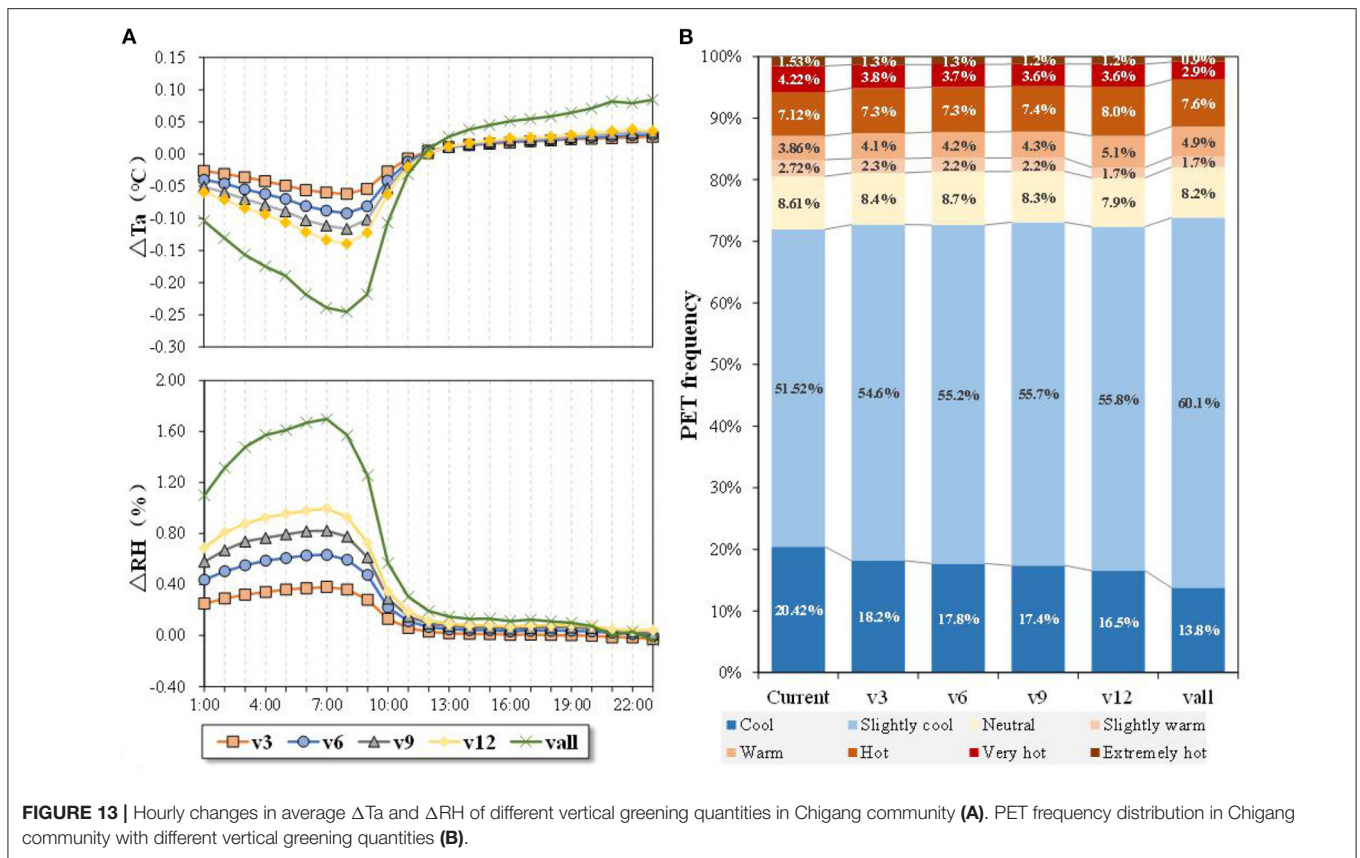 A
0.15
0.10
0.05
0.00
-0.05
-0.10
-0.15
-0.20
-0.25
-0.30
△Ta（℃）
2.00
1.60
1.20
0.80
0.40
0.00
-0.40
△RH（%）
1:00 4:00 7:00 10:00 13:00 16:00 19:00 22:00
v3 v6 v9 v12 vall
B
100%
90%
80%
70%
60%
50%
40%
30%
20%
10%
0%
PET frequency
1.53% 1.3% 1.3% 1.2% 1.2% 0.9%
4.22% 3.8% 3.7% 3.6% 3.6% 2.9%
7.12% 7.3% 7.3% 7.4% 8.0% 7.6%
3.86% 4.1% 4.2% 4.3% 5.1% 4.9%
2.72% 2.3% 2.2% 2.2% 1.7% 1.7%
8.61% 8.4% 8.7% 8.3% 7.9% 8.2%
51.52% 54.6% 55.2% 55.7% 55.8% 60.1%
20.42% 18.2% 17.8% 17.4% 16.5% 13.8%
Current v3 v6 v9 v12 vall
Cool Slightly cool Neutral Slightly warm
Warm Hot Very hot Extremely hot
FIGURE 13 | Hourly changes in average ΔTa and ΔRH of different vertical greening quantities in Chigang community (A). PET frequency distribution in Chigang
community with different vertical greening quantities (B).